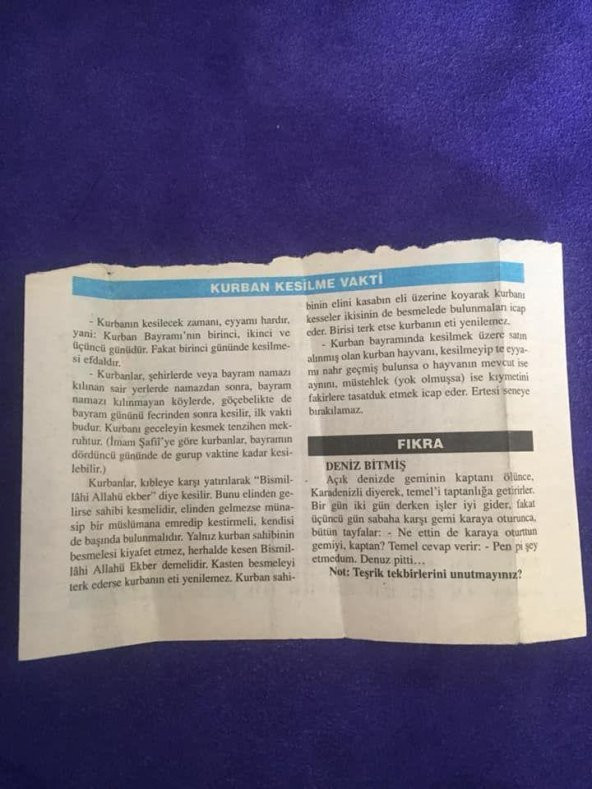 KURBAN KESİLME VAKTİ
- Kurbanın kesilecek zamanı, eyyamı hardır,
yani: Kurban Bayramı'nın birinci, ikinci ve
üçüncü günüdür. Fakat birinci gününde kesilme-
si efdaldır.
- Kurbanlar, şehirlerde veya bayram namazı
kılınan sair yerlerde namazdan sonra, bayram
namazı kılınmayan köylerde, göçebelikte de
bayram gününü fecrinden sonra kesilir, ilk vakti
budur. Kurbanı geceleyin kesmek tenzihen mek-
ruhtur. (İmam Şafiî'ye göre kurbanlar, bayramın
dördüncü gününde de gurup vaktine kadar kesi-
lebilir.)
Kurbanlar, kıbleye karşı yatırılarak "Bismil-
lâhi Allahü ekber" diye kesilir. Bunu elinden ge-
lirse sahibi kesmelidir, elinden gelmezse müna-
sip bir müslümana emredip kestirmeli, kendisi
de başında bulunmalıdır. Yalnız kurban sahibinin
besmelesi kiyafet etmez, herhalde kesen Bismil-
lâhi Allahü Ekber demelidir. Kasten besmeleyi
terk ederse kurbanın eti yenilemez. Kurban sahi-
binin elini kasabın eli üzerine koyarak kurbanı
kesseler ikisinin de besmelede bulunmaları icap
eder. Birisi terk etse kurbanın eti yenilemez.
- Kurban bayramında kesilmek üzere satın
alınmış olan kurban hayvanı, kesilmeyip te eyya-
mı nahr geçmiş bulunsa o hayvanın mevcut ise
aynını, müstehlek (yok olmuşsa) ise kıymetini
fakirlere tasatduk etmek icap eder. Ertesi seneye
bırakılamaz.
FIKRA
DENİZ BİTMİŞ
Açık denizde geminin kaptanı ölünce,
Karadenizli diyerek, temel'i taptanlığa getirirler.
Bir gün iki gün derken işler iyi gider, fakat
üçüncü gün sabaha karşı gemi karaya oturunca,
bütün tayfalar: - Ne ettin de karaya oturttun
gemiyi, kaptan? Temel cevap verir: - Pen pi şey
etmedum. Denuz pitti...
Not: Teşrik tekbirlerini unutmayınız?